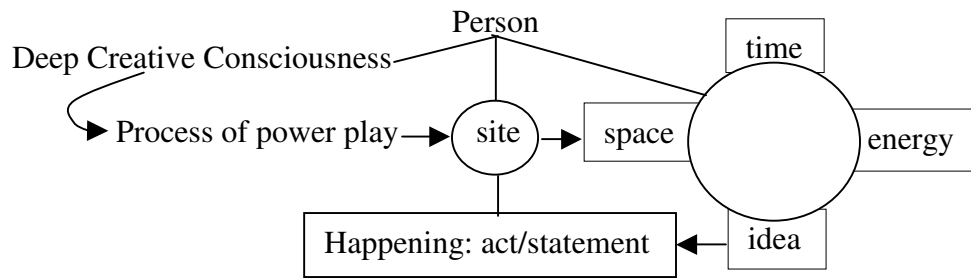 Person
time
Deep Creative Consciousness
Process of power play
site
space
energy
Happening: act/statement
idea